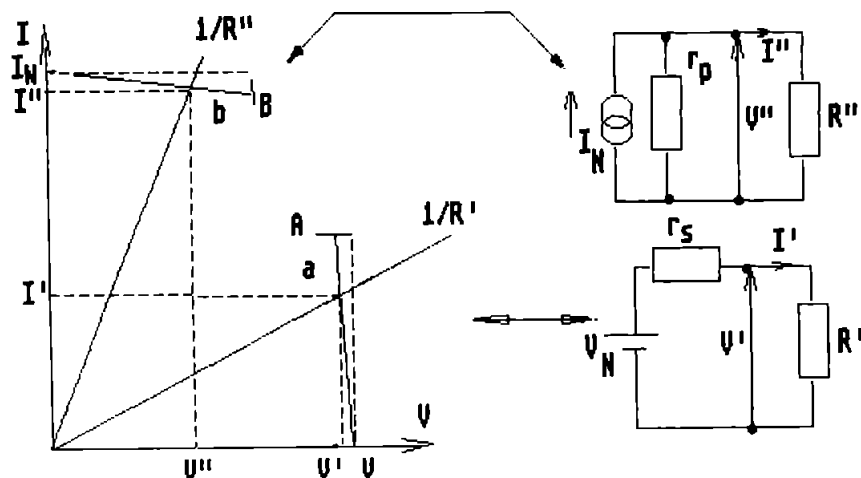 I
1/R"
I_N
I"
b
B
r_p
I"
V"
R"
I_N
A
1/R'
a
I'
r_s
I'
V_N
V'
R'
V
V"
V'
V